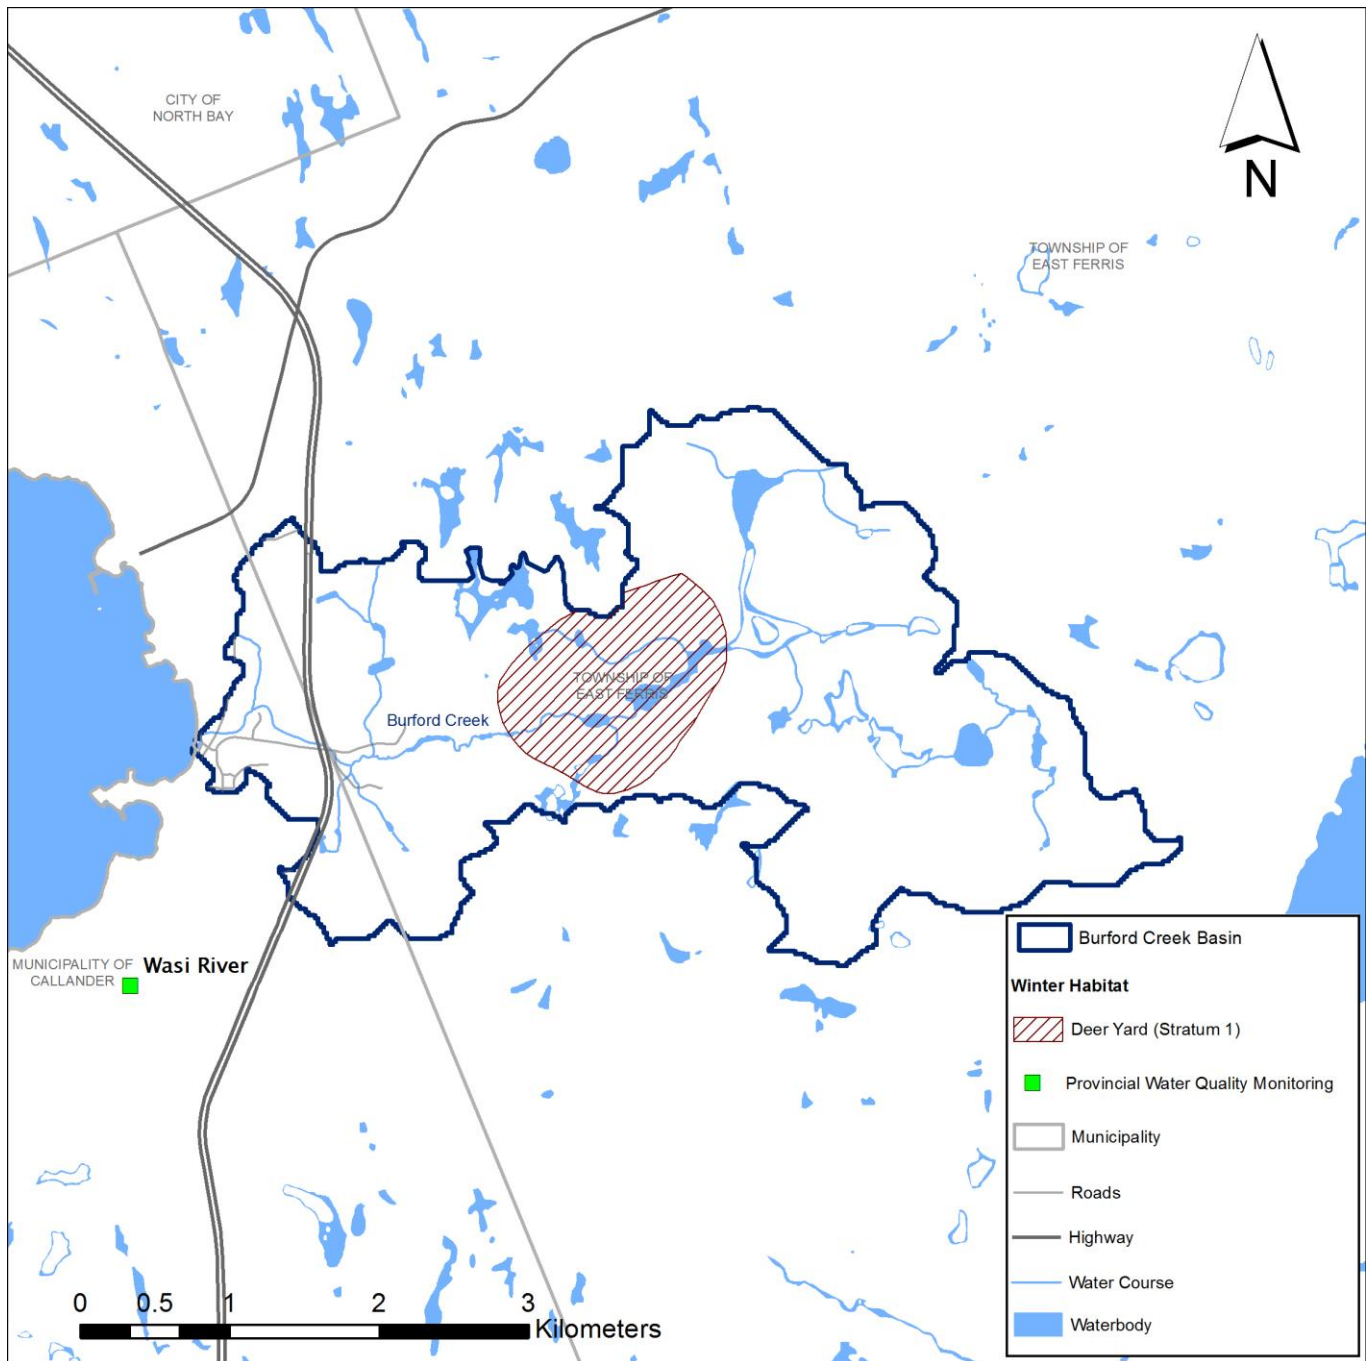 CITY OF
NORTH BAY
N
TOWNSHIP OF
EAST FERRIS
TOWNSHIP OF
EAST FERRIS
Burford Creek
MUNICIPALITY OF
CALLANDER
Wasi River
Burford Creek Basin
Winter Habitat
Deer Yard (Stratum 1)
Provincial Water Quality Monitoring
Municipality
Roads
Highway
Water Course
Waterbody
0 0.5 1 2 3
Kilometers